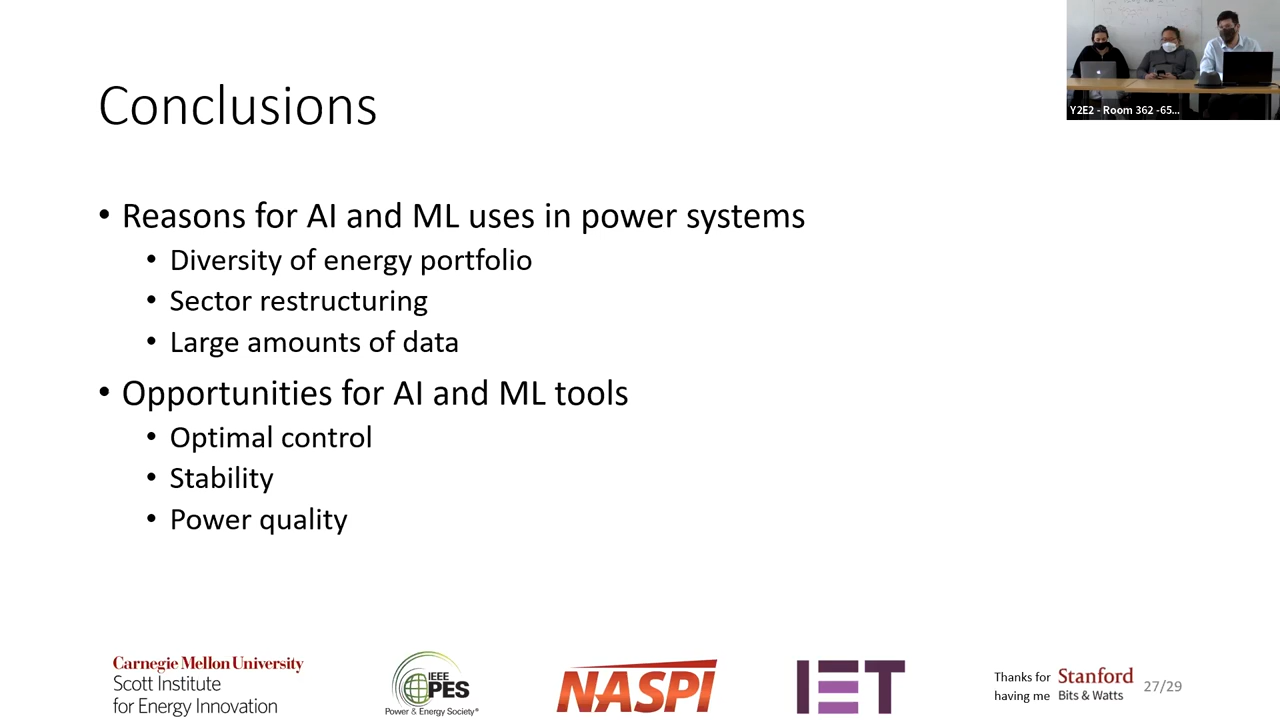 Conclusions
Y2E2 - Room 362 -65...
• Reasons for AI and ML uses in power systems
• Diversity of energy portfolio
• Sector restructuring
• Large amounts of data
• Opportunities for AI and ML tools
• Optimal control
• Stability
• Power quality
Carnegie Mellon University
Scott Institute
for Energy Innovation
IEEE
PES
Power & Energy Society®
NASPI
IET
Thanks for
having me
Stanford
Bits & Watts
27/29